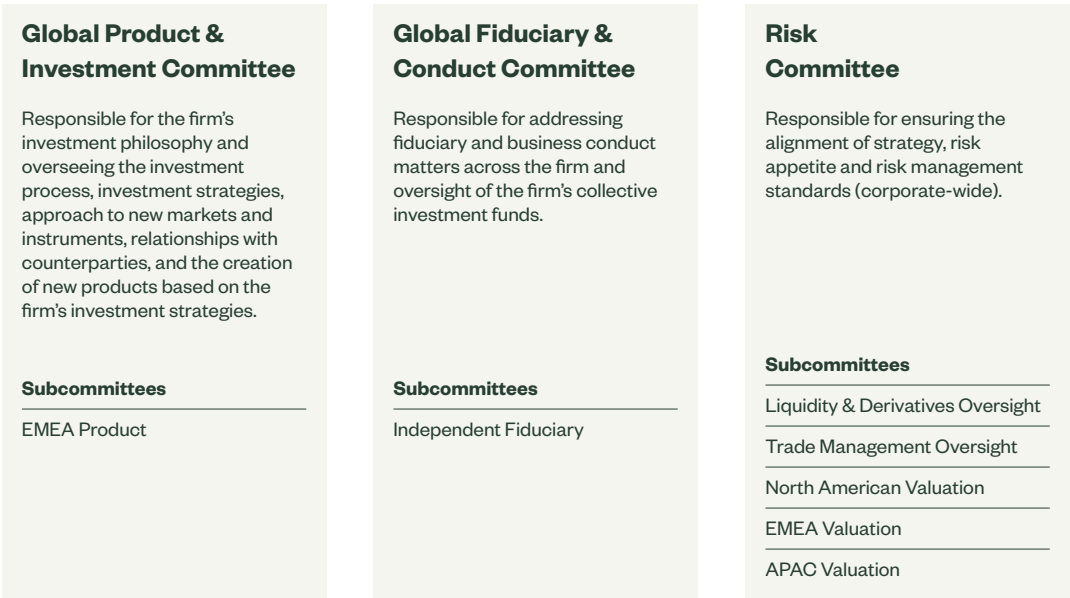 Global Product &
Investment Committee
Responsible for the firm's
investment philosophy and
overseeing the investment
process, investment strategies,
approach to new markets and
instruments, relationships with
counterparties, and the creation
of new products based on the
firm's investment strategies.
Subcommittees
EMEA Product
Global Fiduciary &
Conduct Committee
Responsible for addressing
fiduciary and business conduct
matters across the firm and
oversight of the firm's collective
investment funds.
Subcommittees
Independent Fiduciary
Risk
Committee
Responsible for ensuring the
alignment of strategy, risk
appetite and risk management
standards (corporate-wide).
Subcommittees
Liquidity & Derivatives Oversight
Trade Management Oversight
North American Valuation
EMEA Valuation
APAC Valuation